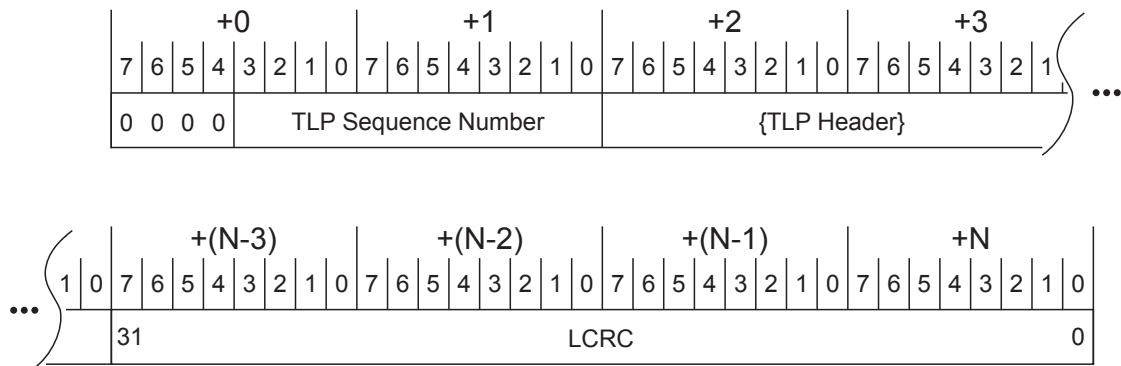 +0 +1 +2 +3
7 6 5 4 3 2 1 0 7 6 5 4 3 2 1 0 7 6 5 4 3 2 1 0 7 6 5 4 3 2 1
•••
0 0 0 0 TLP Sequence Number {TLP Header}
+(N-3) +(N-2) +(N-1) +N
1 0 7 6 5 4 3 2 1 0 7 6 5 4 3 2 1 0 7 6 5 4 3 2 1 0 7 6 5 4 3 2 1 0
•••
31 LCRC 0